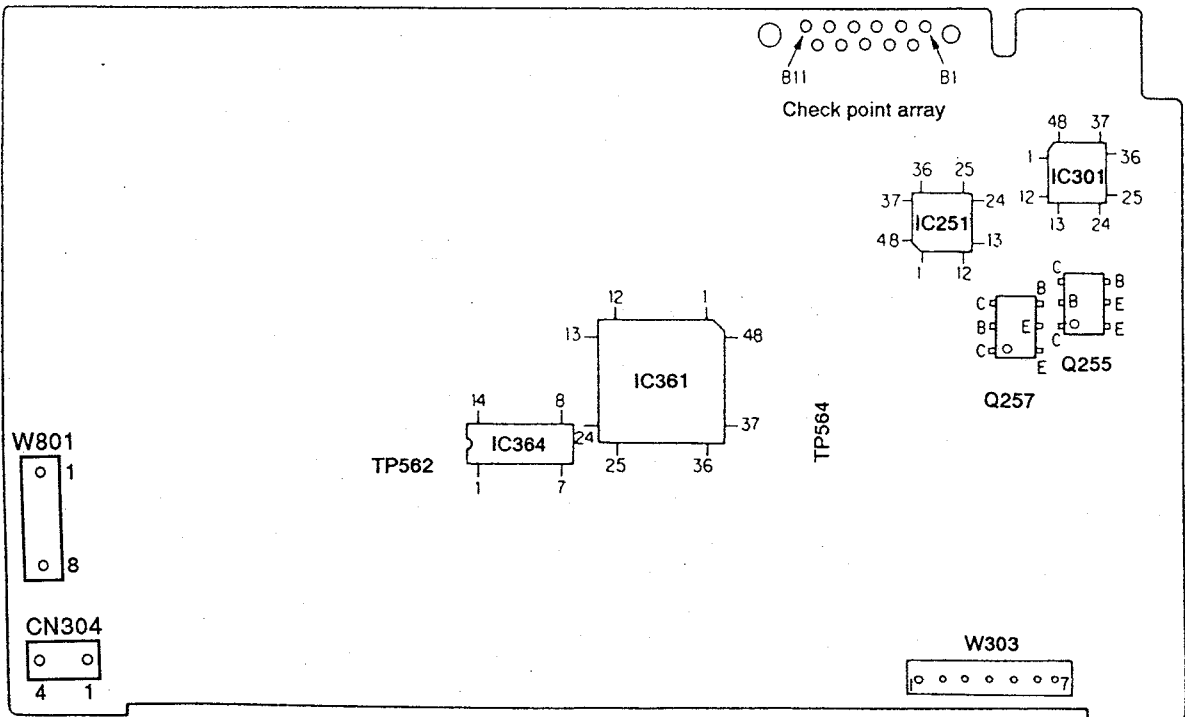 B11 B1
Check point array
48 37
1 36
IC301
12 25
13 24
36 25
37 24
IC251
48 13
1 12
C B
B E
C E
Q255
C B
B E
C E
Q257
12 1
13 48
IC361
24 37
25 36
14 8
IC364
1 7
TP562
TP564
W801
1
8
CN304
4 1
W303
1 7